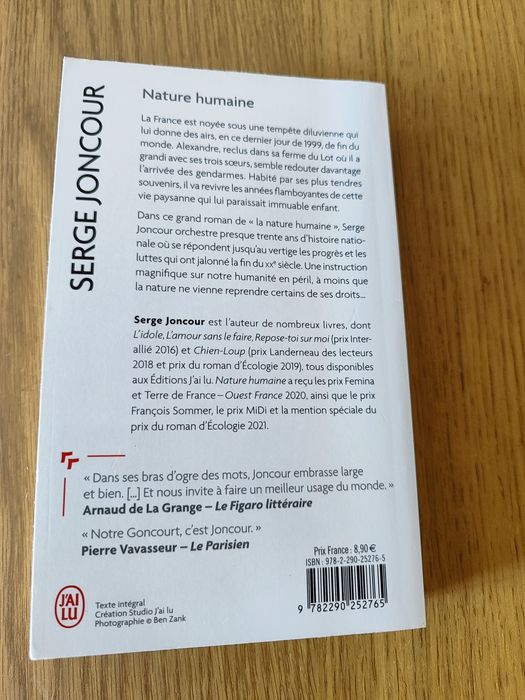 SERGE JONCOUR
Nature humaine
La France est noyée sous une tempête diluvienne qui
lui donne des airs, en ce dernier jour de 1999, de fin du
monde. Alexandre, reclus dans sa ferme du Lot où il a
grandi avec ses trois sœurs, semble redouter davantage
l'arrivée des gendarmes. Habité par ses plus tendres
souvenirs, il va revivre les années flamboyantes de cette
vie paysanne qui lui paraissait immuable enfant.
Dans ce grand roman de « la nature humaine », Serge
Joncour orchestre presque trente ans d'histoire natio-
nale où se répondent jusqu'au vertige les progrès et les
luttes qui ont jalonné la fin du XXe siècle. Une instruction
magnifique sur notre humanité en péril, à moins que
la nature ne vienne reprendre certains de ses droits...
Serge Joncour est l'auteur de nombreux livres, dont
L'idole, L'amour sans le faire, Repose-toi sur moi (prix Inter-
allié 2016) et Chien-Loup (prix Landerneau des lecteurs
2018 et prix du roman d'Écologie 2019), tous disponibles
aux Éditions J'ai lu. Nature humaine a reçu les prix Femina
et Terre de France – Ouest France 2020, ainsi que le prix
François Sommer, le prix MiDi et la mention spéciale du
prix du roman d'Écologie 2021.
« Dans ses bras d'ogre des mots, Joncour embrasse large
et bien. [...] Et nous invite à faire un meilleur usage du monde. »
Arnaud de La Grange – Le Figaro littéraire
« Notre Goncourt, c'est Joncour. »
Pierre Vavasseur – Le Parisien
Prix France : 8,90 €
ISBN : 978-2-290-25276-5
9 782290 252765
J'AI
LU
Texte intégral
Création Studio J'ai lu
Photographie © Ben Zank